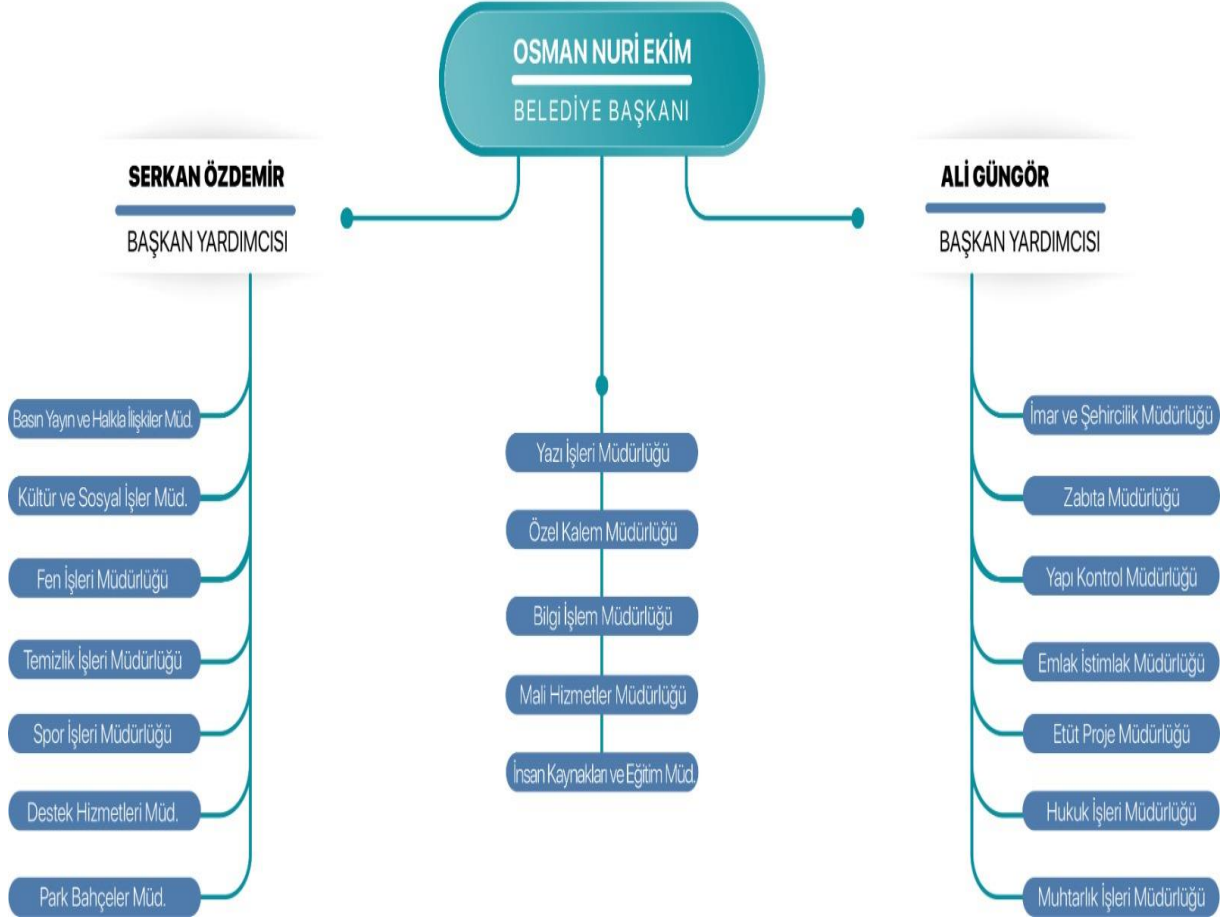 OSMAN NURİ EKİM
BELEDİYE BAŞKANI
SERKAN ÖZDEMİR
BAŞKAN YARDIMCISI
Basın Yayın ve Halkla İlişkiler Müd.
Kültür ve Sosyal İşler Müd.
Fen İşleri Müdürlüğü
Temizlik İşleri Müdürlüğü
Spor İşleri Müdürlüğü
Destek Hizmetleri Müd.
Park Bahçeler Müd.
Yazı İşleri Müdürlüğü
Özel Kalem Müdürlüğü
Bilgi İşlem Müdürlüğü
Mali Hizmetler Müdürlüğü
İnsan Kaynakları ve Eğitim Müd.
ALİ GÜNGÖR
BAŞKAN YARDIMCISI
İmar ve Şehircilik Müdürlüğü
Zabıta Müdürlüğü
Yapı Kontrol Müdürlüğü
Emlak İstimlak Müdürlüğü
Etüt Proje Müdürlüğü
Hukuk İşleri Müdürlüğü
Muhtarlık İşleri Müdürlüğü